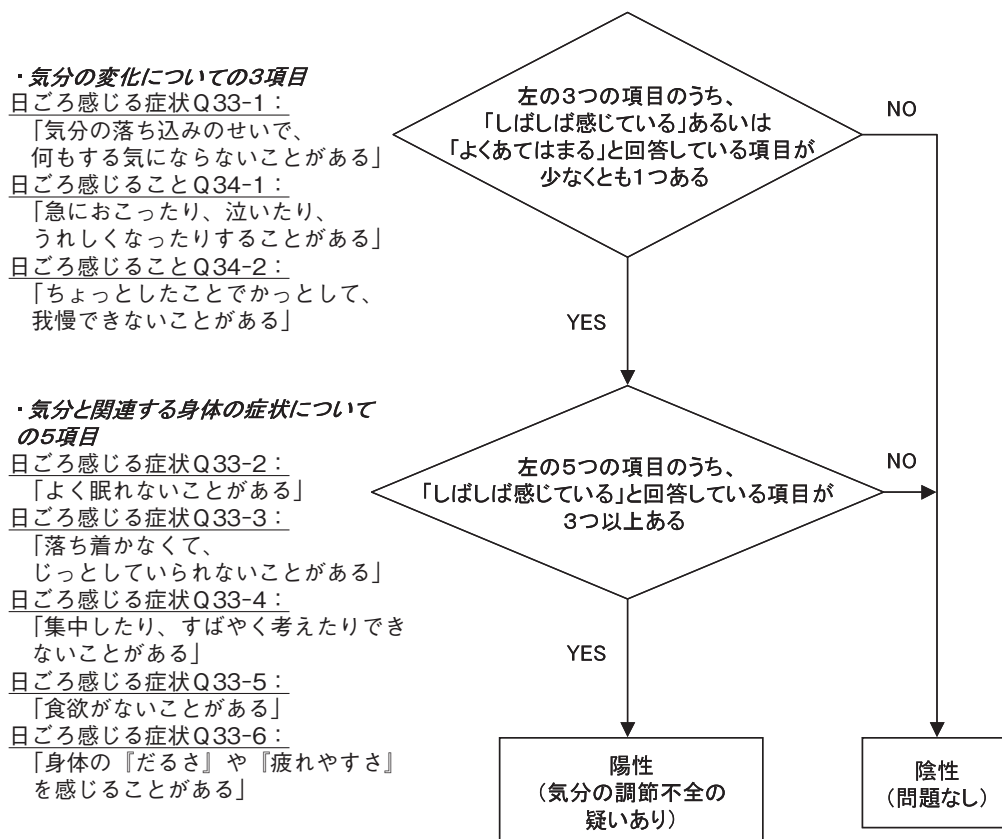 ・気分の変化についての3項目
日ごろ感じる症状Q33-1：
「気分の落ち込みのせいで、
何もする気にならないことがある」
日ごろ感じることQ34-1：
「急におこったり、泣いたり、
うれしくなったりすることがある」
日ごろ感じることQ34-2：
「ちょっとしたことでかっとして、
我慢できないことがある」
左の3つの項目のうち、
「しばしば感じている」あるいは
「よくあてはまる」と回答している項目が
少なくとも1つある
NO
YES
・気分と関連する身体の症状について
の5項目
日ごろ感じる症状Q33-2：
「よく眠れないことがある」
日ごろ感じる症状Q33-3：
「落ち着かなくて、
じっとしていられないことがある」
日ごろ感じる症状Q33-4：
「集中したり、すばやく考えたりでき
ないことがある」
日ごろ感じる症状Q33-5：
「食欲がないことがある」
日ごろ感じる症状Q33-6：
「身体の『だるさ』や『疲れやすさ』
を感じることがある」
左の5つの項目のうち、
「しばしば感じている」と回答している項目が
3つ以上ある
NO
YES
陽性
（気分の調節不全の
疑いあり）
陰性
（問題なし）